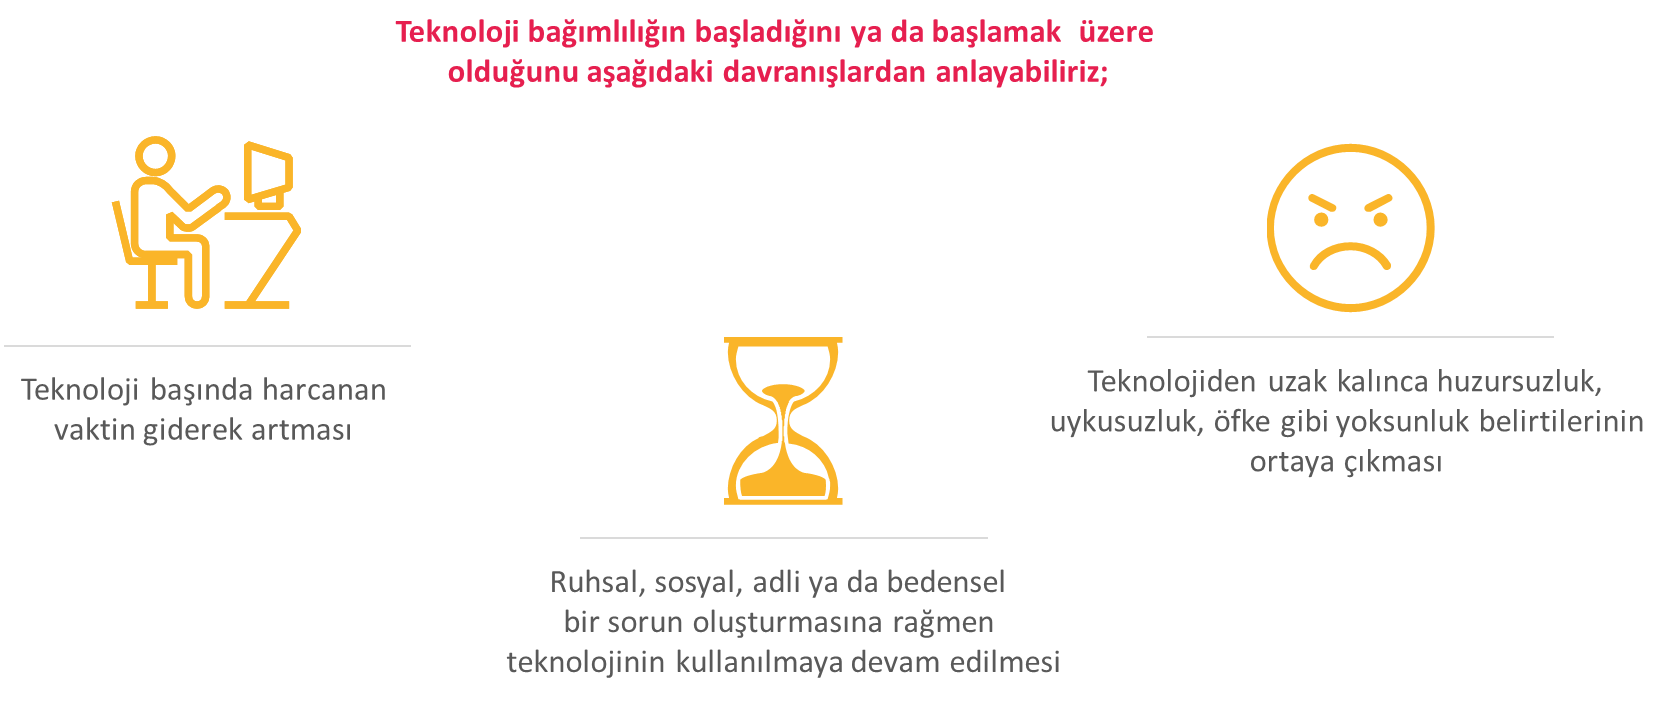 Teknoloji bağımlılığın başladığını ya da başlamak  üzere
olduğunu aşağıdaki davranışlardan anlayabiliriz;
Teknoloji başında harcanan
vaktin giderek artması
Ruhsal, sosyal, adli ya da bedensel
bir sorun oluşturmasına rağmen
teknolojinin kullanılmaya devam edilmesi
Teknolojiden uzak kalınca huzursuzluk,
uykusuzluk, öfke gibi yoksunluk belirtilerinin
ortaya çıkması